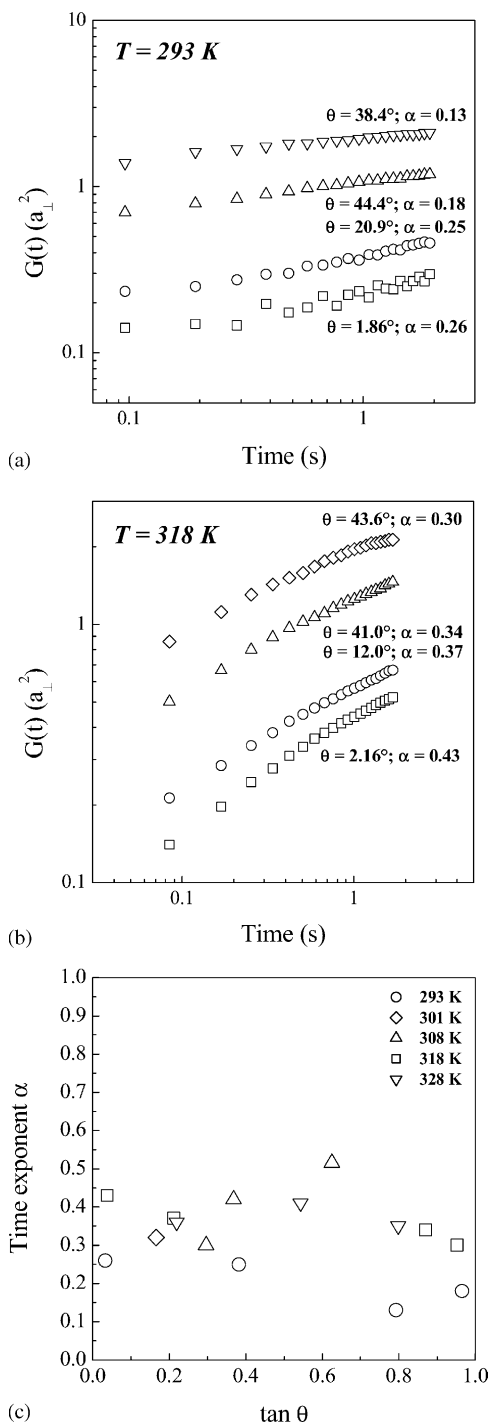 10
T = 293 K
θ = 38.4°; α = 0.13
θ = 44.4°; α = 0.18
θ = 20.9°; α = 0.25
θ = 1.86°; α = 0.26
1
0.1
G(t) (a⊥²)
0.1
1
Time (s)
(a)
T = 318 K
θ = 43.6°; α = 0.30
θ = 41.0°; α = 0.34
θ = 12.0°; α = 0.37
θ = 2.16°; α = 0.43
1
0.1
G(t) (a⊥²)
0.1
1
Time (s)
(b)
1.0
0.9
0.8
0.7
0.6
0.5
0.4
0.3
0.2
0.1
0.0
Time exponent α
293 K
301 K
308 K
318 K
328 K
0.0 0.2 0.4 0.6 0.8 1.0
tan θ
(c)